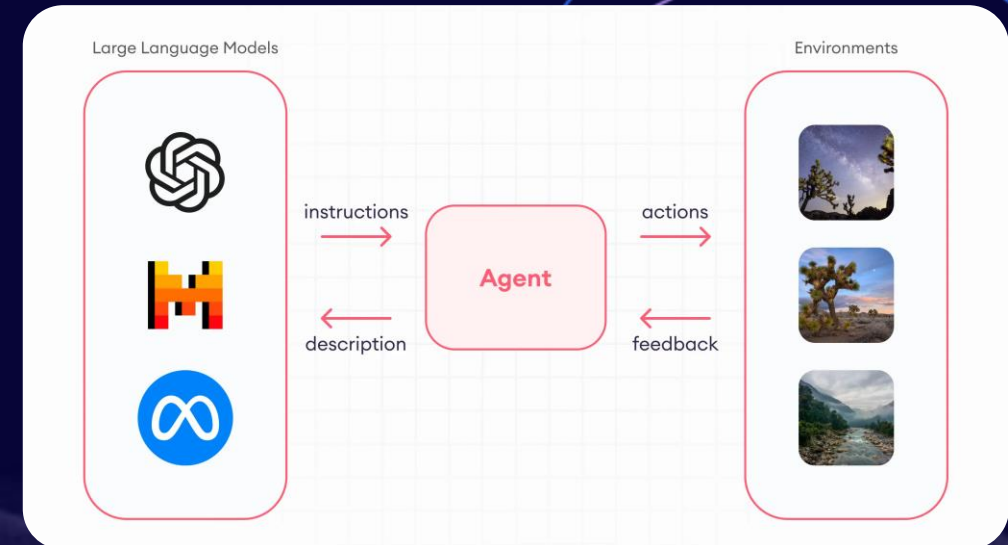 Large Language Models
Environments
instructions
actions
Agent
description
feedback